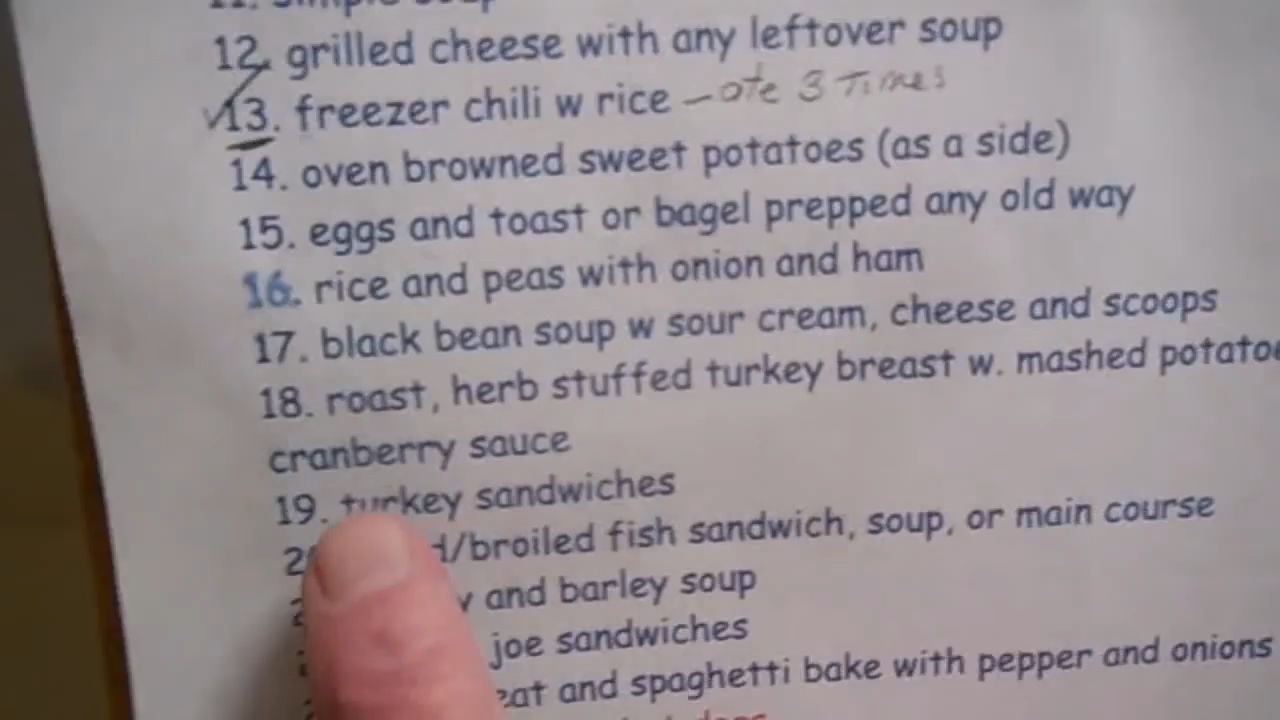 12. grilled cheese with any leftover soup
13. freezer chili w rice - ote 3 Times
14. oven browned sweet potatoes (as a side)
15. eggs and toast or bagel prepped any old way
16. rice and peas with onion and ham
17. black bean soup w sour cream, cheese and scoops
18. roast, herb stuffed turkey breast w. mashed
cranberry sauce
19. turkey sandwiches
/broiled fish sandwich, soup, or main course
and barley soup
joe sandwiches
and spaghetti bake with pepper and onions